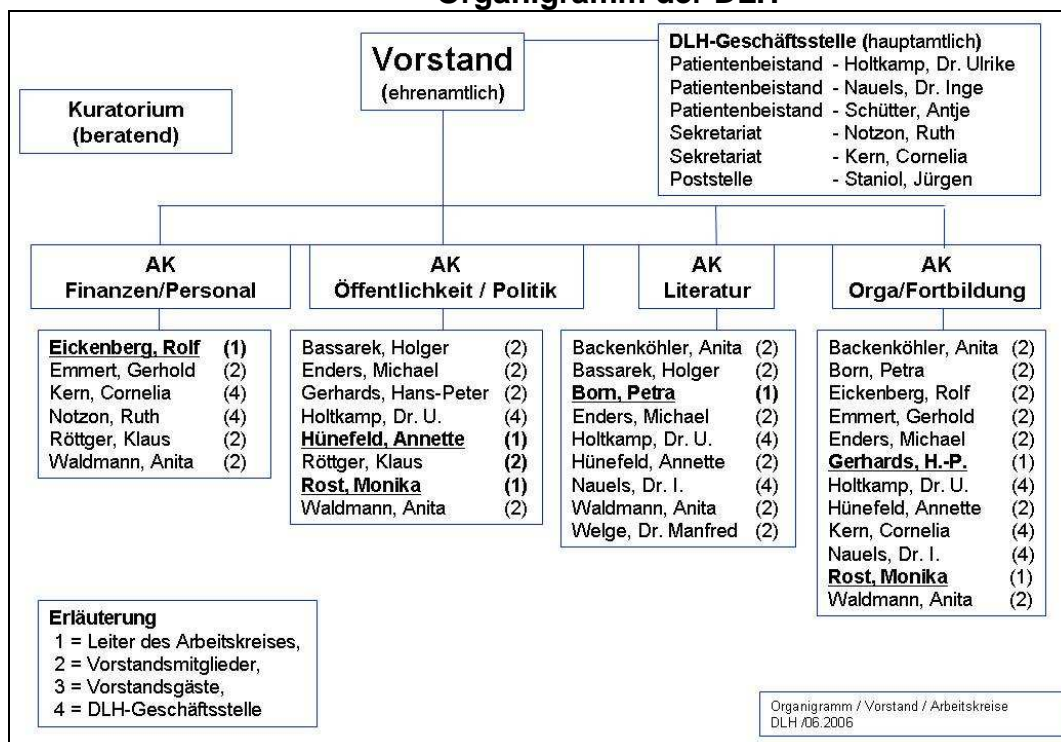 Organigramm der DLH
Vorstand
(ehrenamtlich)
DLH-Geschäftsstelle (hauptamtlich)
Patientenbeistand - Holtkamp, Dr. Ulrike
Patientenbeistand - Nauels, Dr. Inge
Patientenbeistand - Schütter, Antje
Sekretariat - Notzon, Ruth
Sekretariat - Kern, Cornelia
Poststelle - Staniol, Jürgen
Kuratorium
(beratend)
AK
Finanzen/Personal
Eickenberg, Rolf (1)
Emmert, Gerhold (2)
Kern, Cornelia (4)
Notzon, Ruth (4)
Röttger, Klaus (2)
Waldmann, Anita (2)
AK
Öffentlichkeit / Politik
Bassarek, Holger (2)
Enders, Michael (2)
Gerhards, Hans-Peter (2)
Holtkamp, Dr. U. (4)
Hünefeld, Annette (1)
Röttger, Klaus (2)
Rost, Monika (1)
Waldmann, Anita (2)
AK
Literatur
Backenköhler, Anita (2)
Bassarek, Holger (2)
Born, Petra (1)
Enders, Michael (2)
Holtkamp, Dr. U. (4)
Hünefeld, Annette (2)
Nauels, Dr. I. (4)
Waldmann, Anita (2)
Welge, Dr. Manfred (2)
AK
Orga/Fortbildung
Backenköhler, Anita (2)
Born, Petra (2)
Eickenberg, Rolf (2)
Emmert, Gerhold (2)
Enders, Michael (2)
Gerhards, H.-P. (1)
Holtkamp, Dr. U. (4)
Hünefeld, Annette (2)
Kern, Cornelia (4)
Nauels, Dr. I. (4)
Rost, Monika (1)
Waldmann, Anita (2)
Erläuterung
1 = Leiter des Arbeitskreises,
2 = Vorstandsmitglieder,
3 = Vorstandsgäste,
4 = DLH-Geschäftsstelle
Organigramm / Vorstand / Arbeitskreise
DLH /06.2006